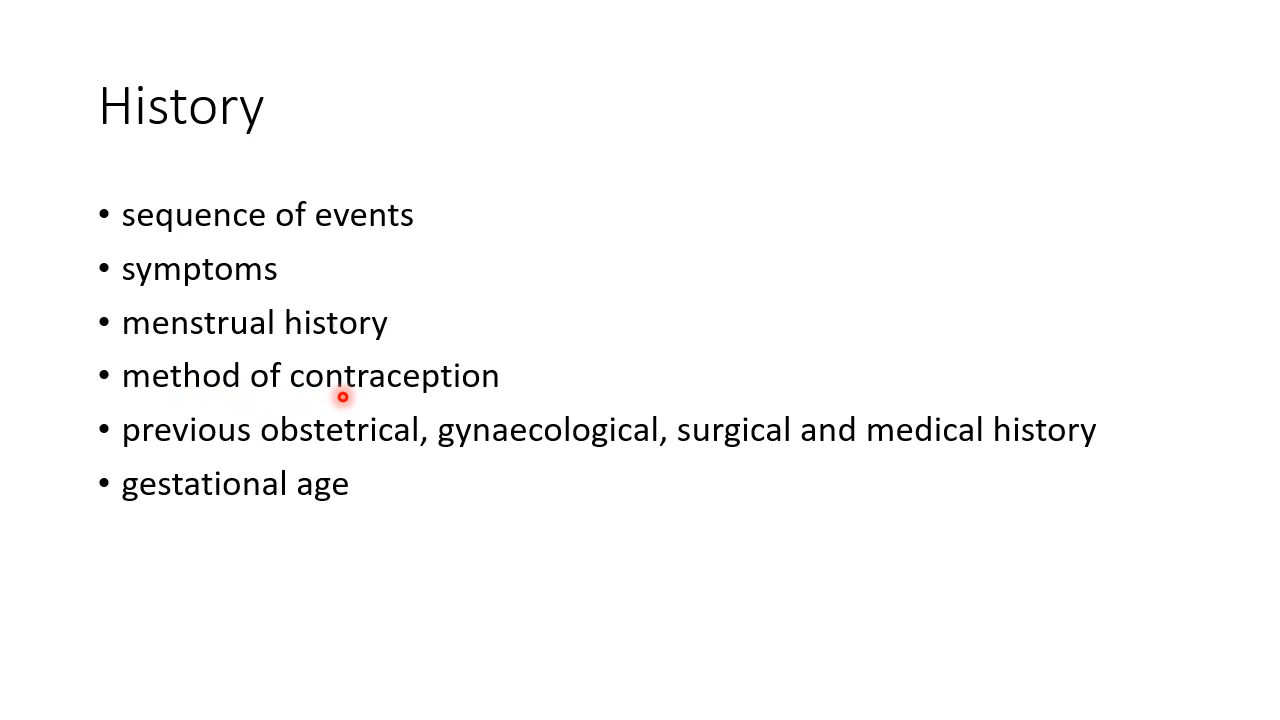 History
• sequence of events
• symptoms
• menstrual history
• method of contraception
• previous obstetrical, gynaecological, surgical and medical history
• gestational age